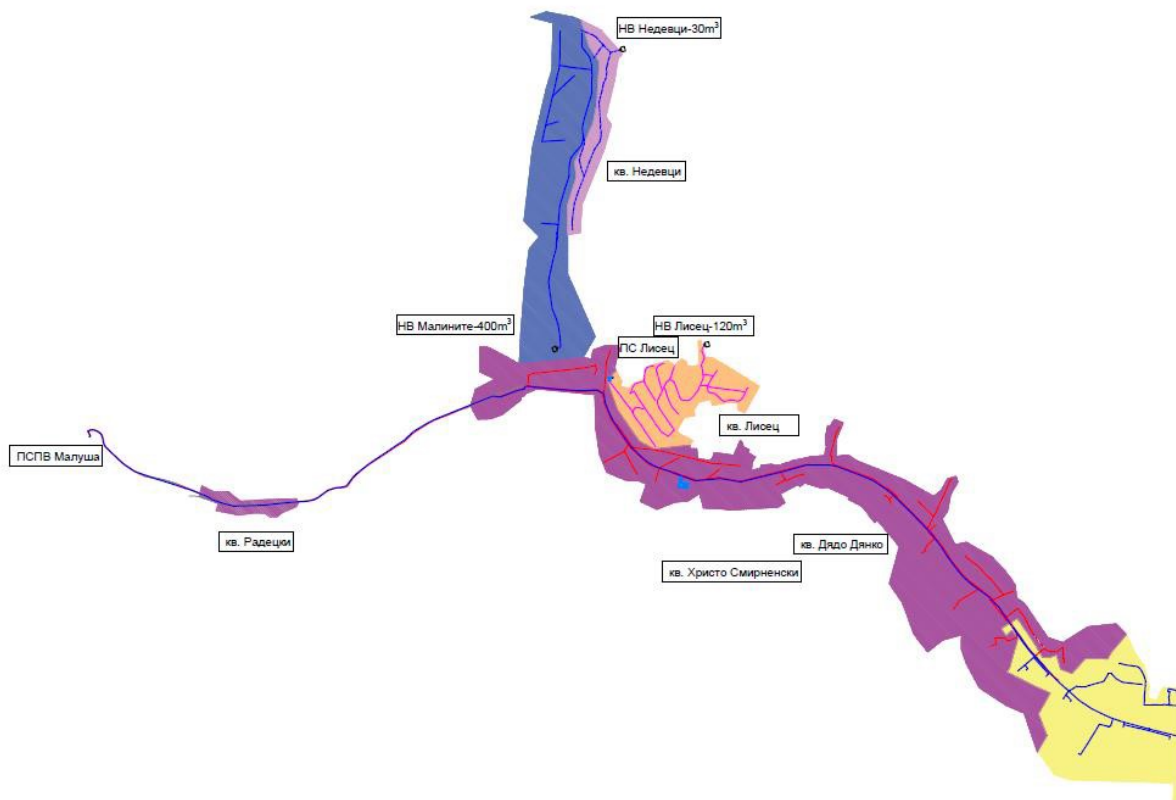 НВ Недевци-30m³
кв. Недевци
НВ Малините-400m³
НВ Лисец-120m³
ПС Лисец
кв. Лисец
ПСПВ Малуша
кв. Радецки
кв. Дядо Дянко
кв. Христо Смирненски